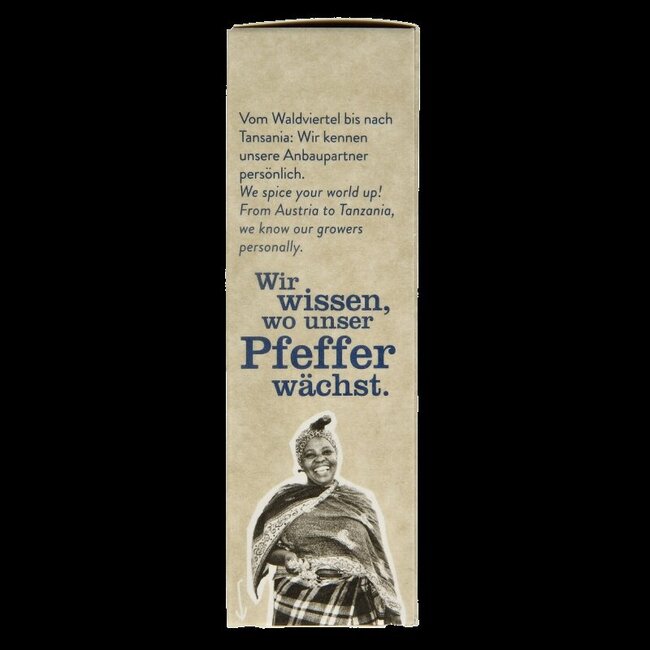 Vom Waldviertel bis nach
Tansania: Wir kennen
unsere Anbaupartner
persönlich.
We spice your world up!
From Austria to Tanzania,
we know our growers
personally.
Wir
wissen,
wo unser
Pfeffer
wächst.